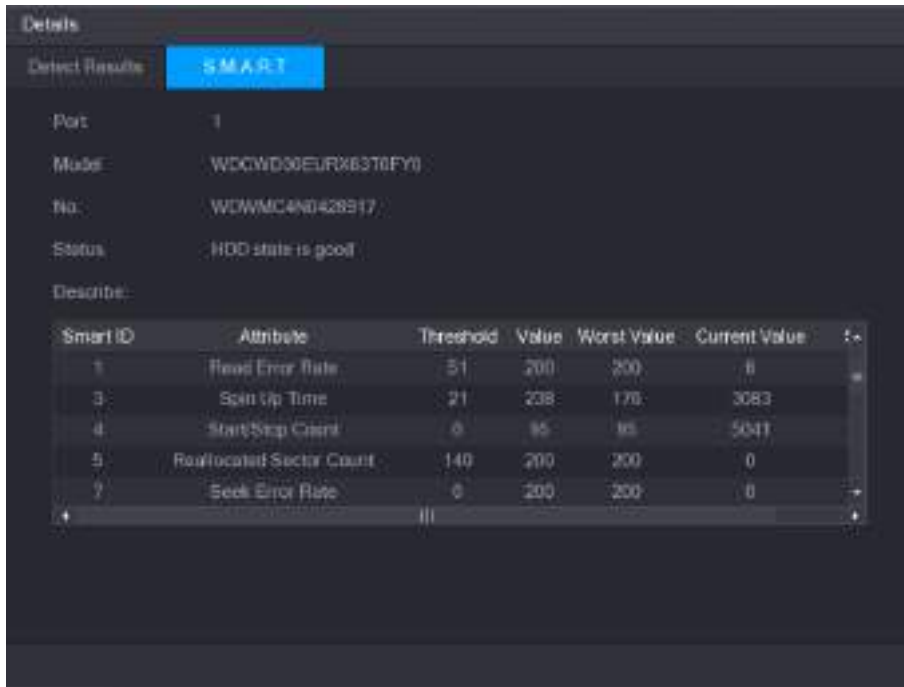 Details
Detect Results S.M.A.R.T
Port 1
Model
No.
Status HDD state is good
Describe:
Smart ID Attribute Threshold Value Worst Value Current Value
1 Read Error Rate 51 200 200
3 Spin Up Time 21 238 176 3083
4 Start/Stop Count 0 95 95 5041
5 Reallocated Sector Count 140 200 200 0
7 Seek Error Rate 0 200 200 0